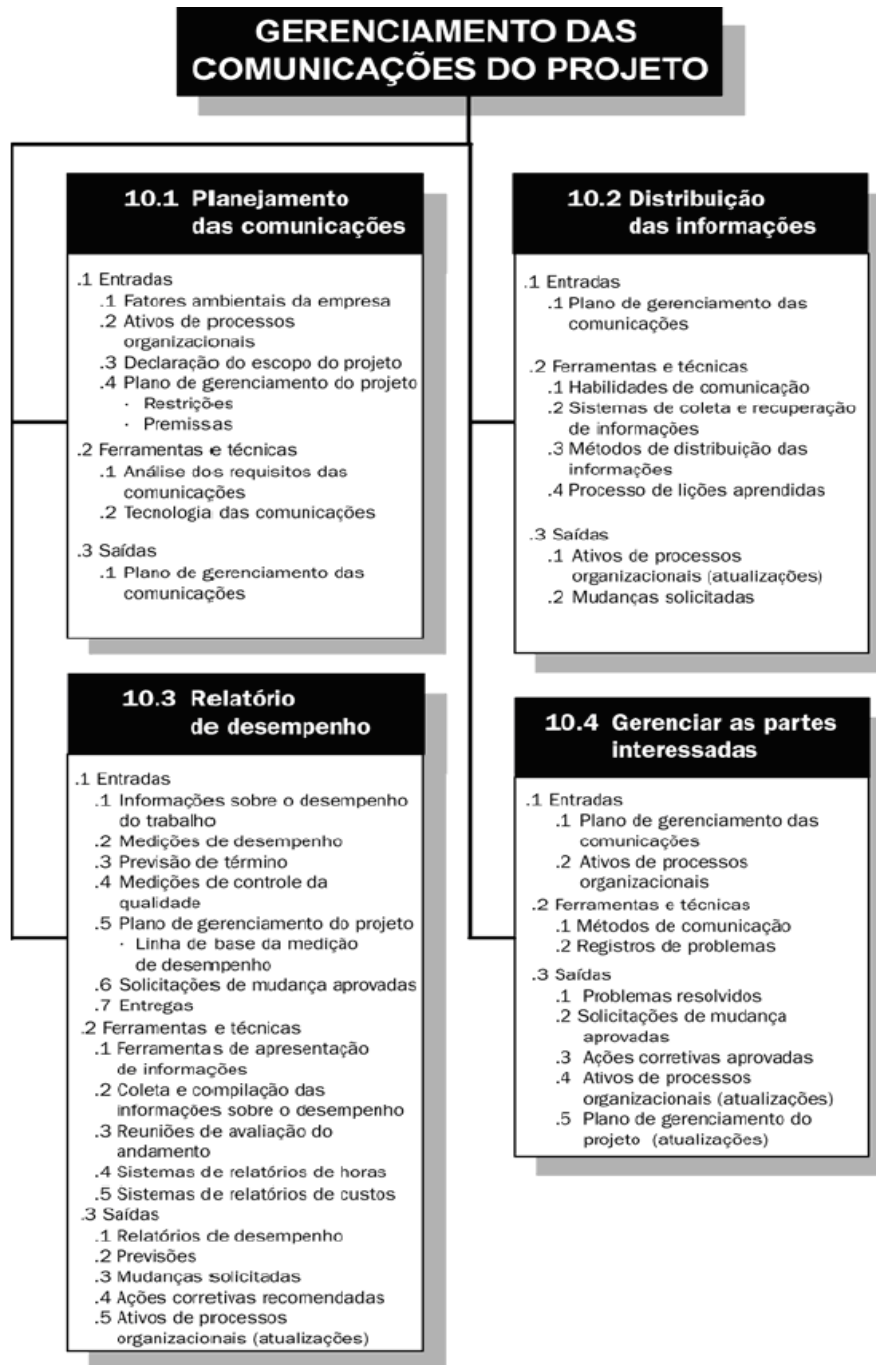 GERENCIAMENTO DAS
COMUNICAÇÕES DO PROJETO
10.1 Planejamento
das comunicações
.1 Entradas
.1 Fatores ambientais da empresa
.2 Ativos de processos
organizacionais
.3 Declaração do escopo do projeto
.4 Plano de gerenciamento do projeto
· Restrições
· Premissas
.2 Ferramentas e técnicas
.1 Análise dos requisitos das
comunicações
.2 Tecnologia das comunicações
.3 Saídas
.1 Plano de gerenciamento das
comunicações
10.2 Distribuição
das informações
.1 Entradas
.1 Plano de gerenciamento das
comunicações
.2 Ferramentas e técnicas
.1 Habilidades de comunicação
.2 Sistemas de coleta e recuperação
de informações
.3 Métodos de distribuição das
informações
.4 Processo de lições aprendidas
.3 Saídas
.1 Ativos de processos
organizacionais (atualizações)
.2 Mudanças solicitadas
10.3 Relatório
de desempenho
.1 Entradas
.1 Informações sobre o desempenho
do trabalho
.2 Medições de desempenho
.3 Previsão de término
.4 Medições de controle da
qualidade
.5 Plano de gerenciamento do projeto
· Linha de base da medição
de desempenho
.6 Solicitações de mudança aprovadas
.7 Entregas
.2 Ferramentas e técnicas
.1 Ferramentas de apresentação
de informações
.2 Coleta e compilação das
informações sobre o desempenho
.3 Reuniões de avaliação do
andamento
.4 Sistemas de relatórios de horas
.5 Sistemas de relatórios de custos
.3 Saídas
.1 Relatórios de desempenho
.2 Previsões
.3 Mudanças solicitadas
.4 Ações corretivas recomendadas
.5 Ativos de processos
organizacionais (atualizações)
10.4 Gerenciar as partes
interessadas
.1 Entradas
.1 Plano de gerenciamento das
comunicações
.2 Ativos de processos
organizacionais
.2 Ferramentas e técnicas
.1 Métodos de comunicação
.2 Registros de problemas
.3 Saídas
.1 Problemas resolvidos
.2 Solicitações de mudança
aprovadas
.3 Ações corretivas aprovadas
.4 Ativos de processos
organizacionais (atualizações)
.5 Plano de gerenciamento do
projeto (atualizações)